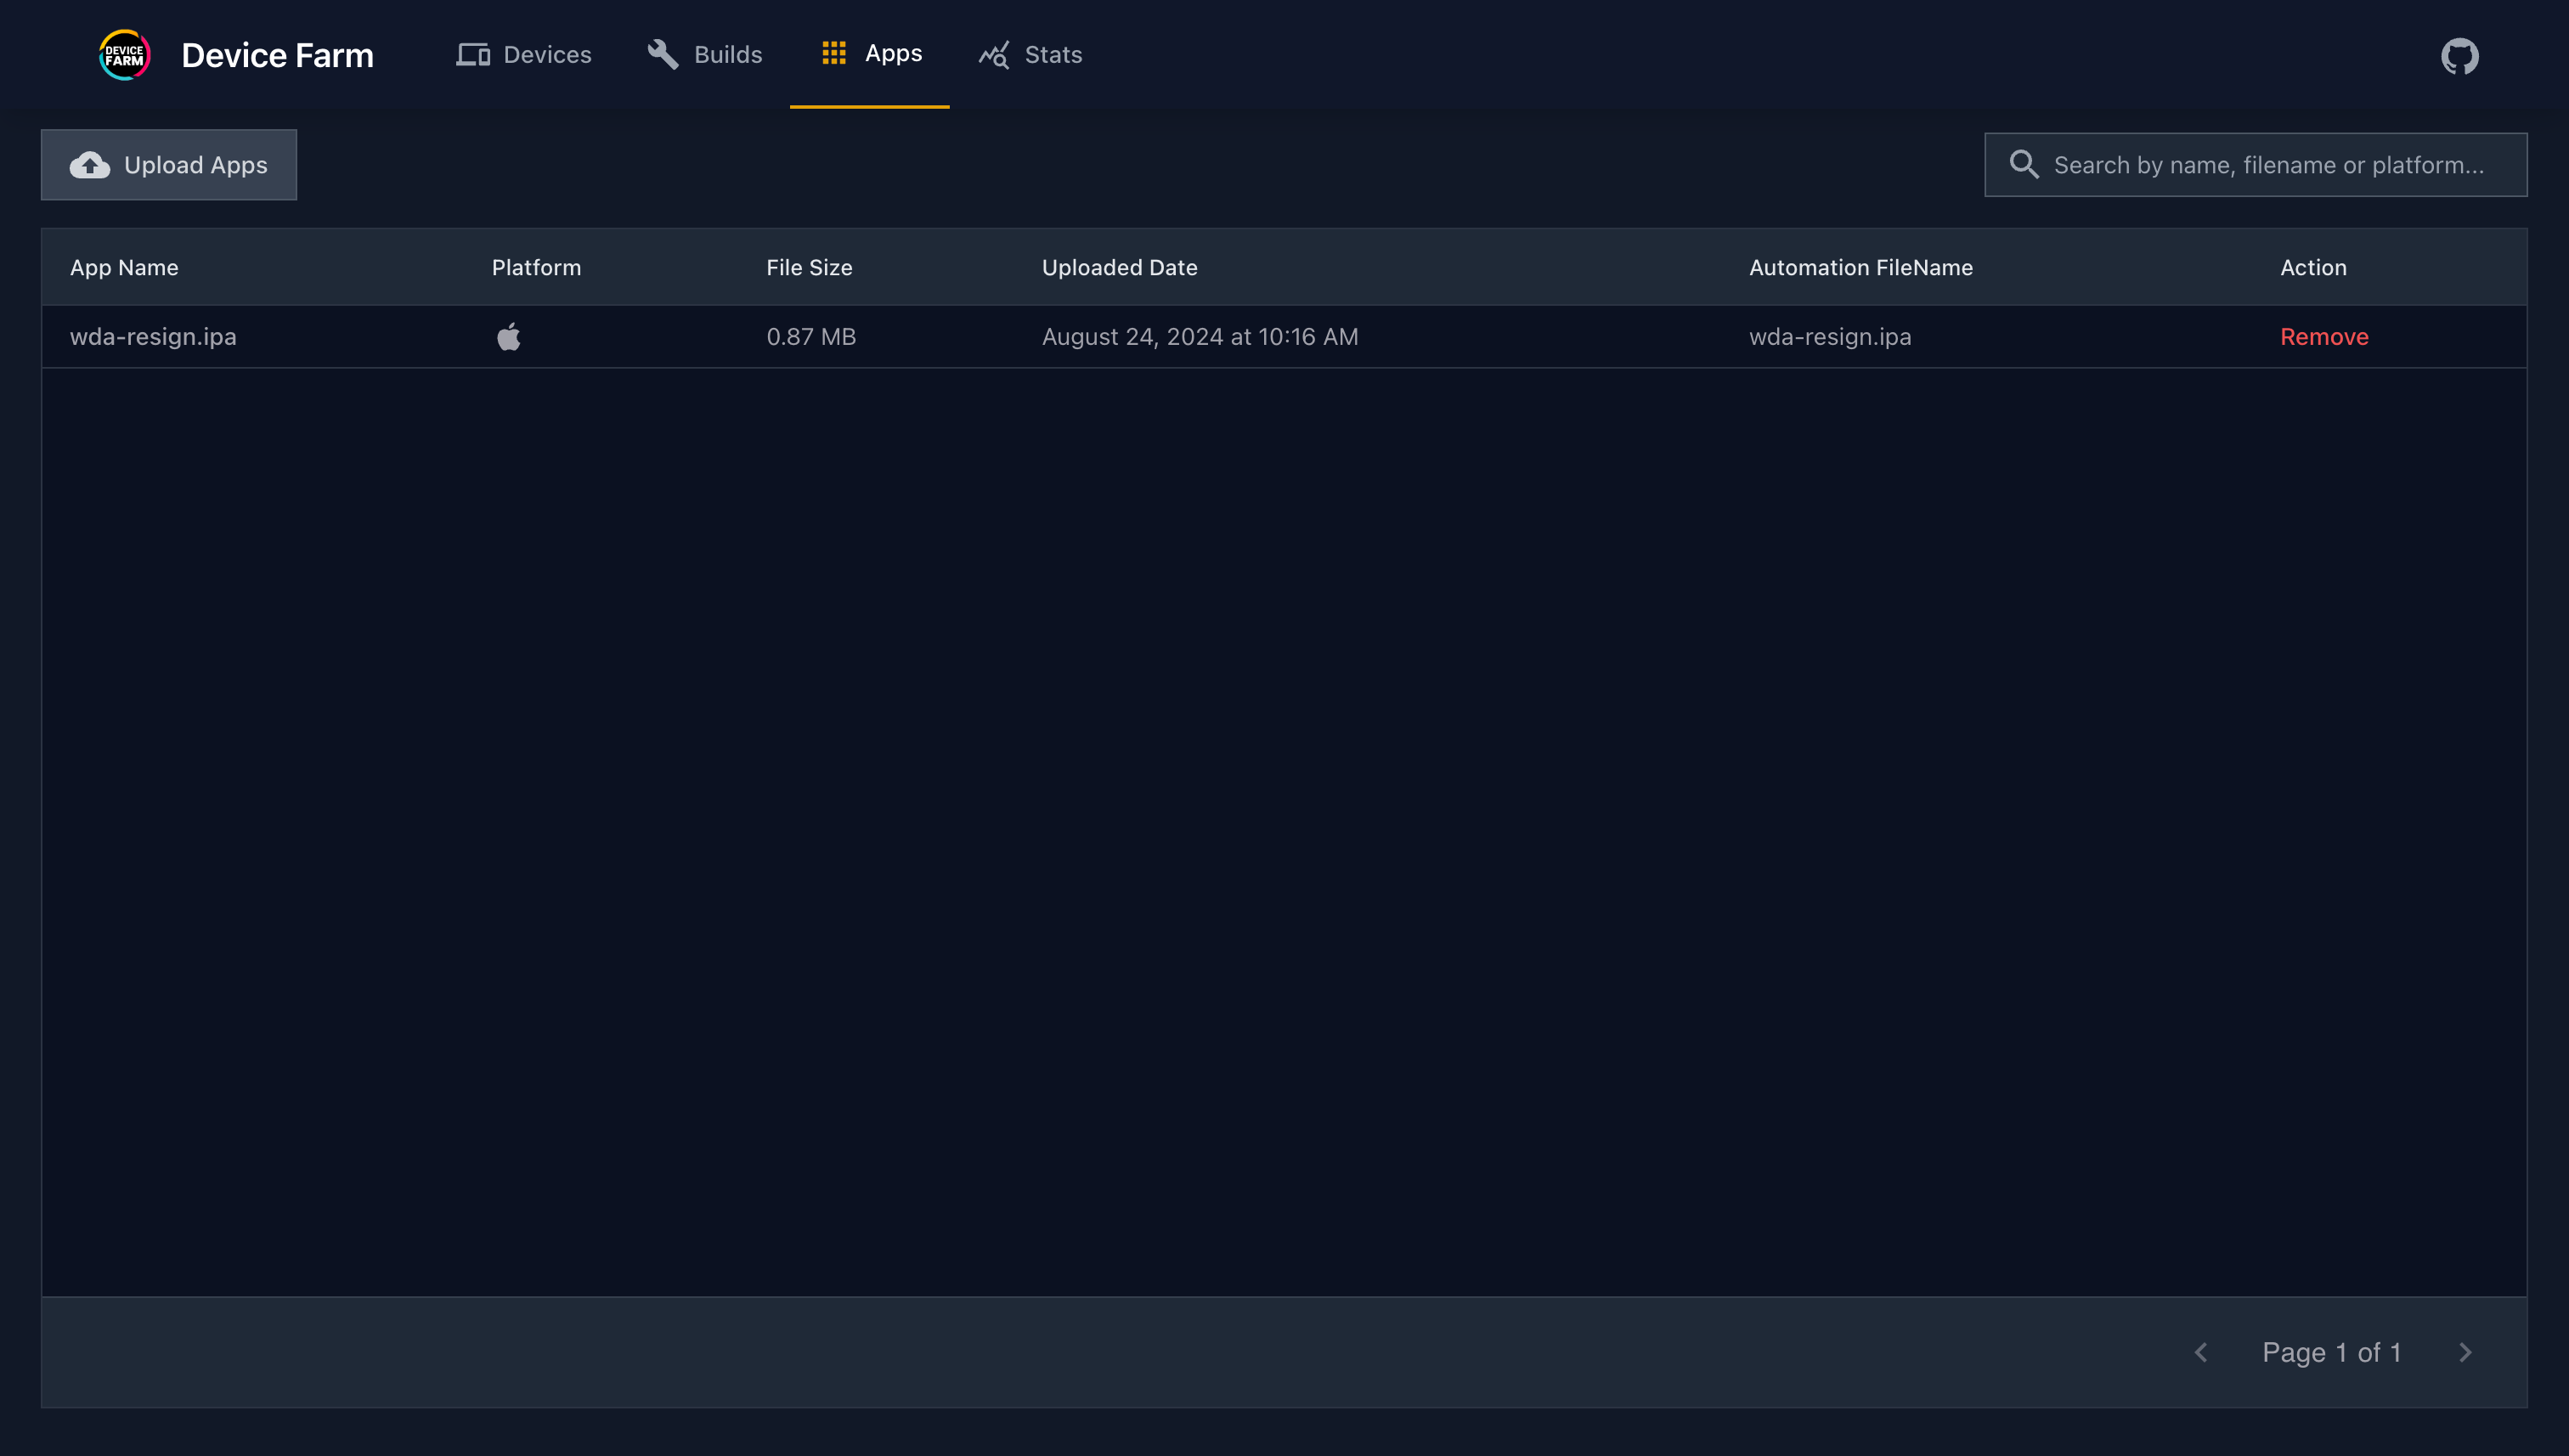 DEVICE
FARM
Device Farm
Devices
Builds
Apps
Stats
Upload Apps
Search by name, filename or platform...
App Name Platform File Size Uploaded Date Automation FileName Action
wda-resign.ipa 0.87 MB August 24, 2024 at 10:16 AM wda-resign.ipa Remove
Page 1 of 1